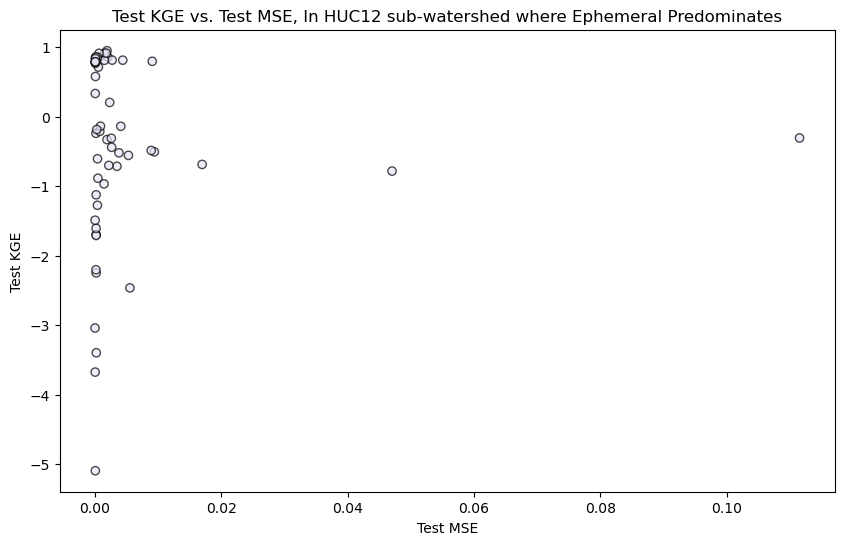 Test KGE vs. Test MSE, In HUC12 sub-watershed where Ephemeral Predominates
1
0
−1
−2
−3
−4
−5
Test KGE
0.00 0.02 0.04 0.06 0.08 0.10
Test MSE